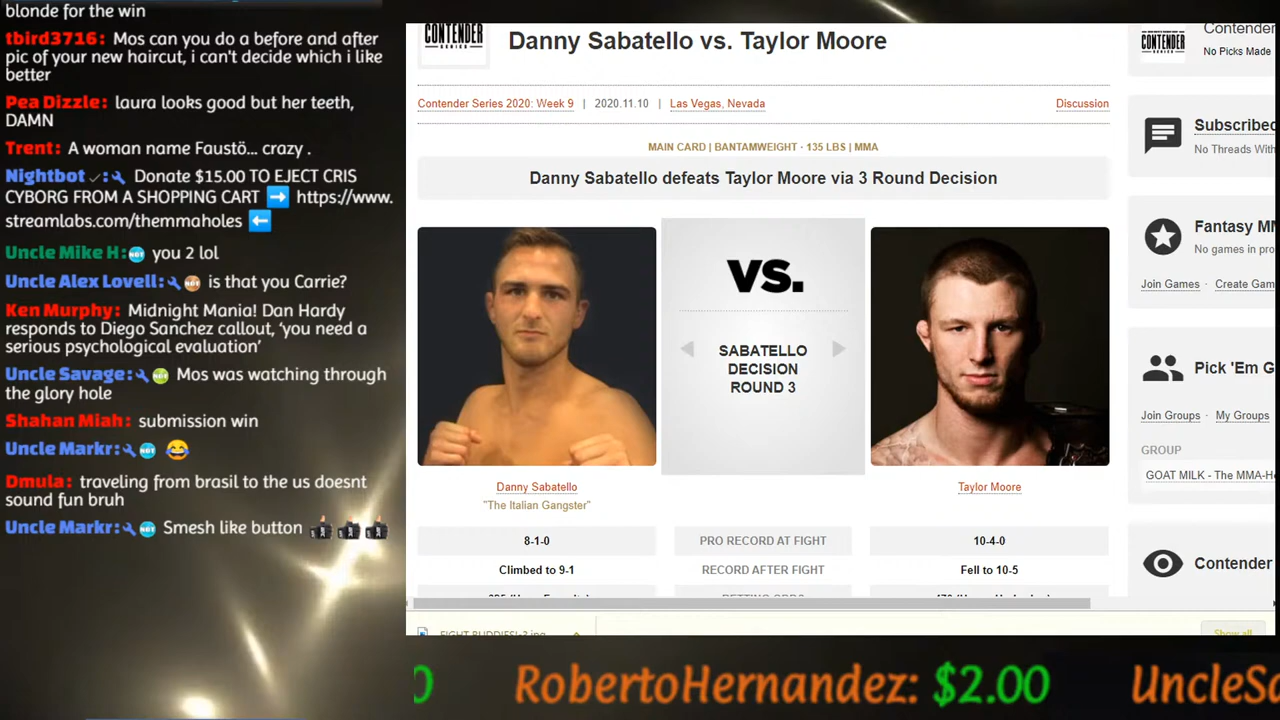 blonde for the win
tbird3716: Mos can you do a before and after
pic of your new haircut, i can't decide which i like
better
Pea Dizzle: laura looks good but her teeth,
DAMN
Trent: A woman name Faustö... crazy .
Nightbot ✓: Donate $15.00 TO EJECT CRIS
CYBORG FROM A SHOPPING CART ➡ https://www.
streamlabs.com/themmaholes ⬅
Uncle Mike H: you 2 lol
Uncle Alex Lovell: is that you Carrie?
Ken Murphy: Midnight Mania! Dan Hardy
responds to Diego Sanchez callout, ‘you need a
serious psychological evaluation’
Uncle Savage: Mos was watching through
the glory hole
Shahan Miah: submission win
Uncle Markr: 😂
Dmula: traveling from brasil to the us doesnt
sound fun bruh
Uncle Markr: Smesh like button
CONTENDER
SERIES
Danny Sabatello vs. Taylor Moore
Contender Series 2020: Week 9 | 2020.11.10 | Las Vegas, Nevada
Discussion
MAIN CARD | BANTAMWEIGHT · 135 LBS | MMA
Danny Sabatello defeats Taylor Moore via 3 Round Decision
VS.
SABATELLO
DECISION
ROUND 3
Danny Sabatello
"The Italian Gangster"
Taylor Moore
8-1-0 PRO RECORD AT FIGHT 10-4-0
Climbed to 9-1 RECORD AFTER FIGHT Fell to 10-5
CONTENDER
SERIES
Contender
No Picks Made
Subscribed
No Threads With
Fantasy MM
No games in pro
Join Games · Create Gam
Pick 'Em G
Join Groups · My Groups
GROUP
GOAT MILK - The MMA-H
Contender
Show all
0 RobertoHernandez: $2.00 UncleSa